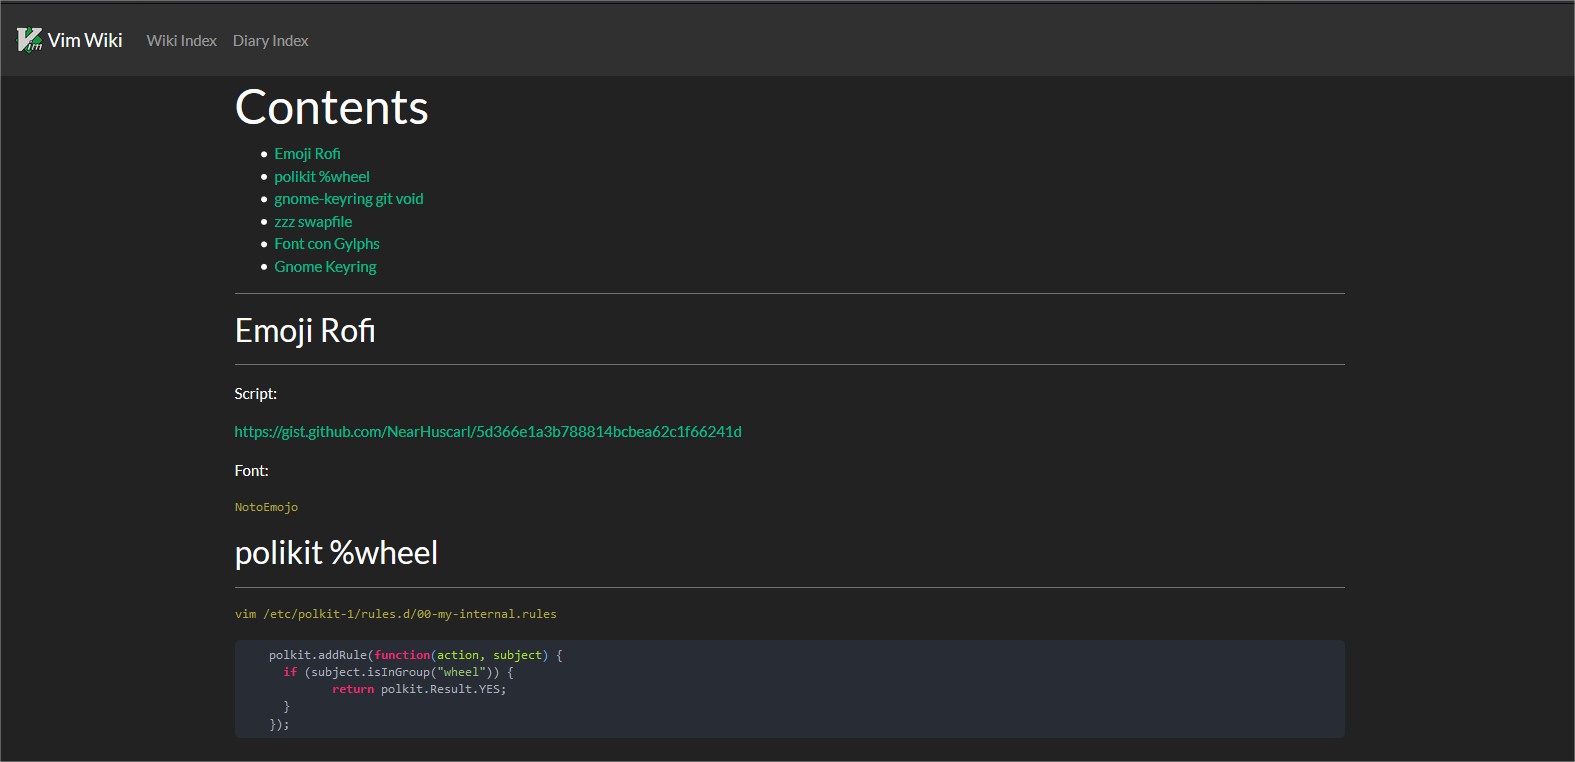 Vim Wiki Wiki Index Diary Index
Contents
Emoji Rofi
polikit %wheel
gnome-keyring git void
zzz swapfile
Font con Gylphs
Gnome Keyring
Emoji Rofi
Script:
https://gist.github.com/NearHuscarl/5d366e1a3b788814bcbea62c1f66241d
Font:
NotoEmojo
polikit %wheel
vim /etc/polkit-1/rules.d/00-my-internal.rules
polkit.addRule(function(action, subject) {
if (subject.isInGroup("wheel")) {
return polkit.Result.YES;
}
});